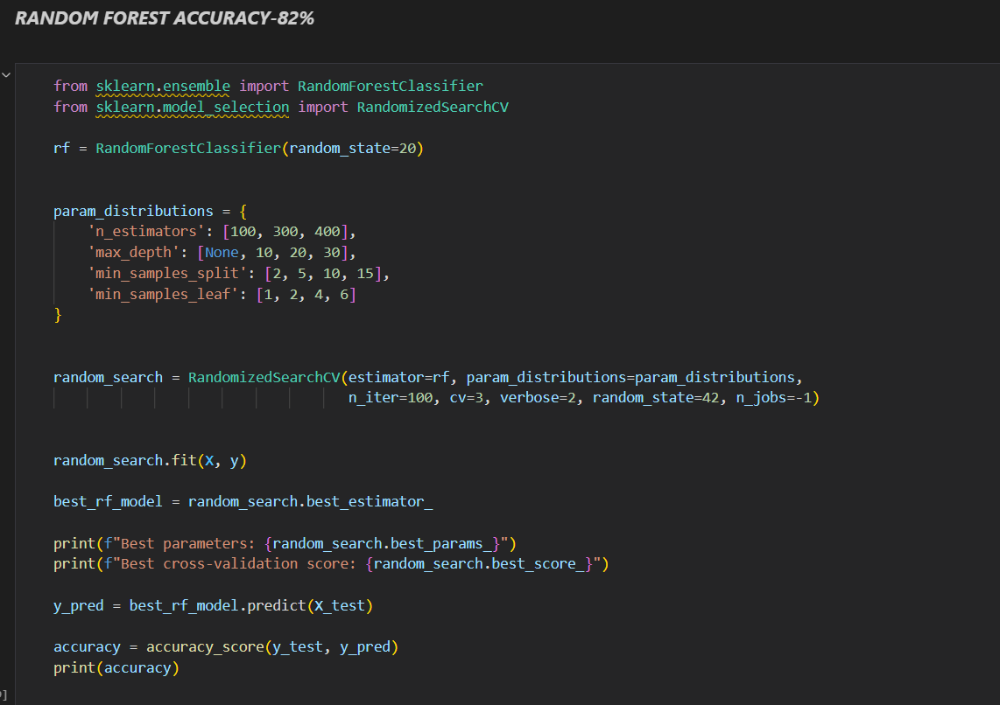 RANDOM FOREST ACCURACY-82%
from sklearn.ensemble import RandomForestClassifier
from sklearn.model_selection import RandomizedSearchCV
rf = RandomForestClassifier(random_state=20)
param_distributions = {
    'n_estimators': [100, 300, 400],
    'max_depth': [None, 10, 20, 30],
    'min_samples_split': [2, 5, 10, 15],
    'min_samples_leaf': [1, 2, 4, 6]
}
random_search = RandomizedSearchCV(estimator=rf, param_distributions=param_distributions,
                                   n_iter=100, cv=3, verbose=2, random_state=42, n_jobs=-1)
random_search.fit(X, y)
best_rf_model = random_search.best_estimator_
print(f"Best parameters: {random_search.best_params_}")
print(f"Best cross-validation score: {random_search.best_score_}")
y_pred = best_rf_model.predict(X_test)
accuracy = accuracy_score(y_test, y_pred)
print(accuracy)